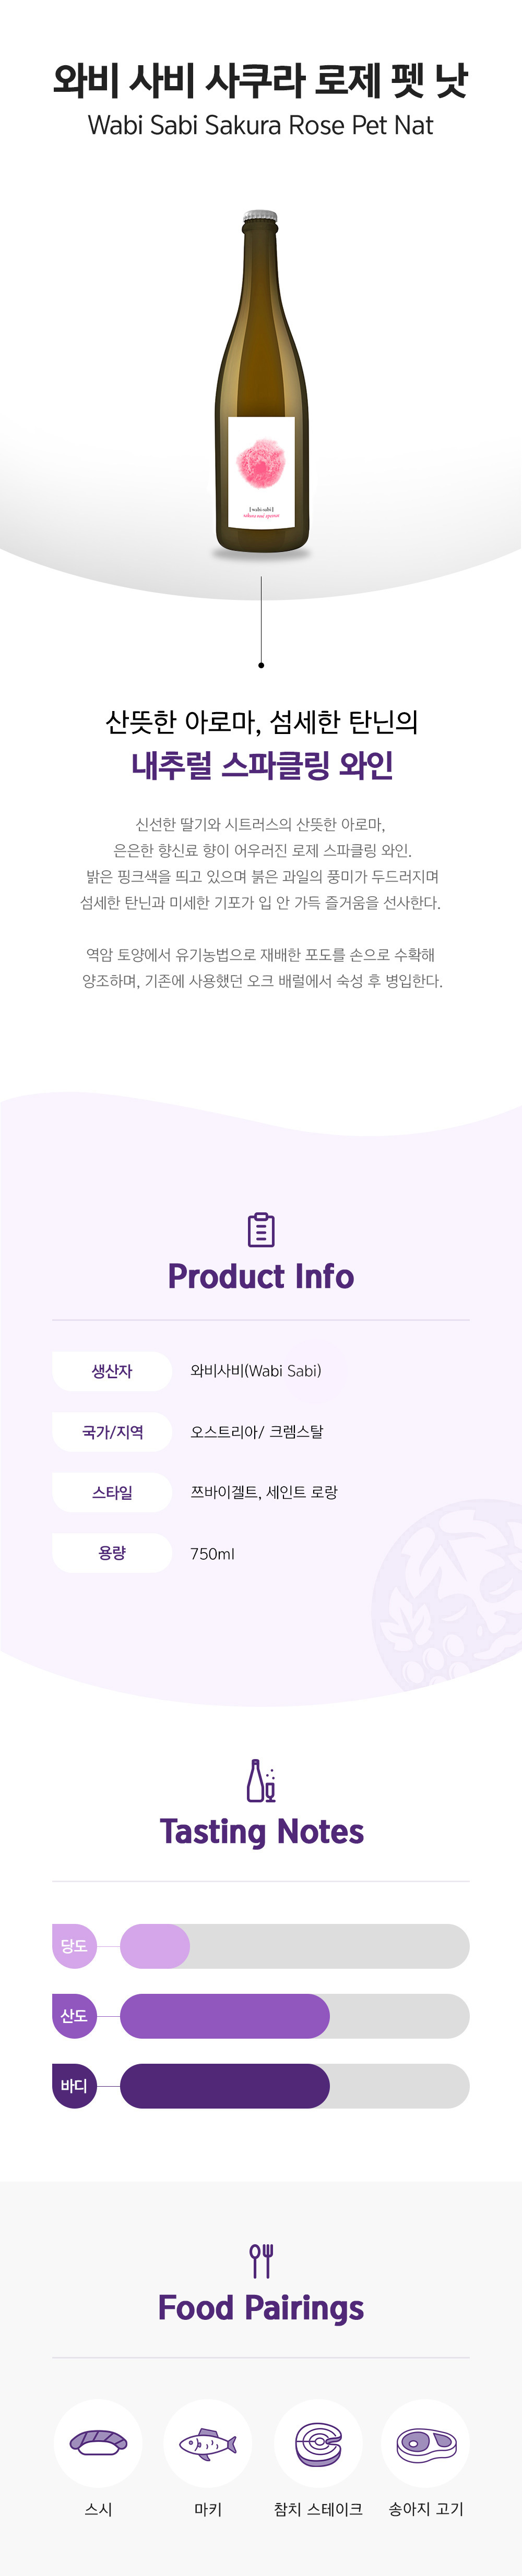 와비 사비 사쿠라 로제 펫 낫
Wabi Sabi Sakura Rose Pet Nat
[ wabi-sabi ]
산뜻한 아로마, 섬세한 탄닌의
내추럴 스파클링 와인
신선한 딸기와 시트러스의 산뜻한 아로마,
은은한 향신료 향이 어우러진 로제 스파클링 와인.
밝은 핑크색을 띄고 있으며 붉은 과일의 풍미가 두드러지며
섬세한 탄닌과 미세한 기포가 입 안 가득 즐거움을 선사한다.
역암 토양에서 유기농법으로 재배한 포도를 손으로 수확해
양조하며, 기존에 사용했던 오크 배럴에서 숙성 후 병입한다.
Product Info
생산자 와비사비(Wabi Sabi)
국가/지역 오스트리아/ 크렘스탈
스타일 쯔바이겔트, 세인트 로랑
용량 750ml
Tasting Notes
당도
산도
바디
Food Pairings
스시 마키 참치 스테이크 송아지 고기